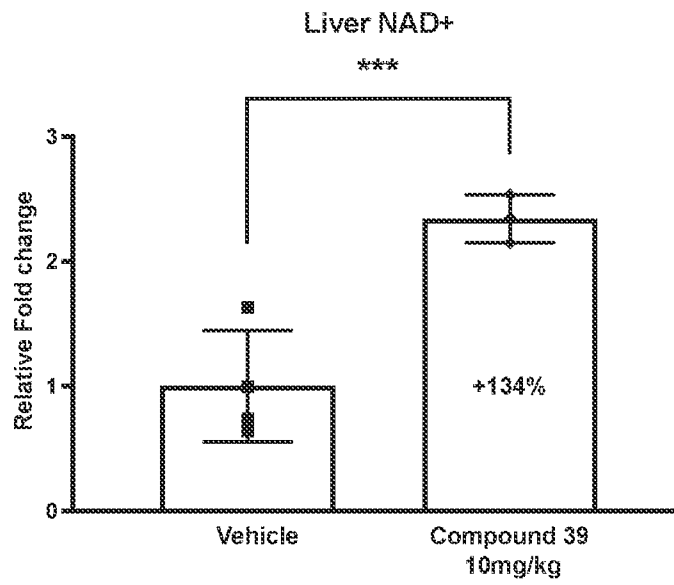 Liver NAD+
***
Relative Fold change
3
2
1
0
+134%
Vehicle
Compound 39
10mg/kg